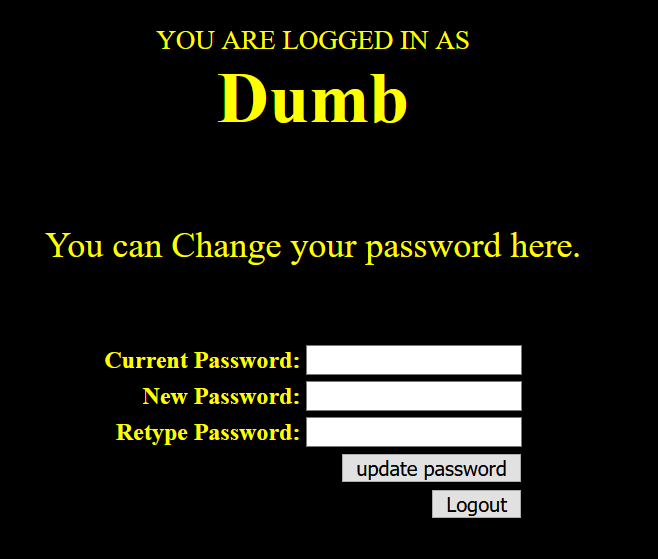 YOU ARE LOGGED IN AS
Dumb
You can Change your password here.
Current Password:
New Password:
Retype Password:
update password
Logout